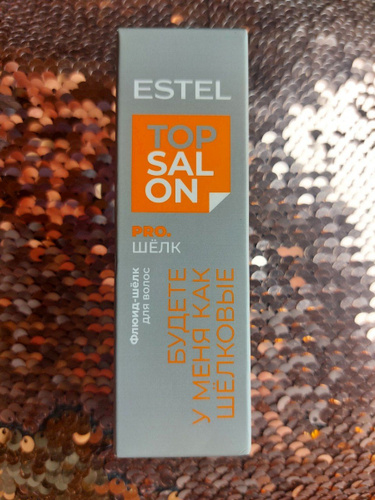 ESTEL
TOP
SAL
ON
PRO.
ШЁЛК
Флюид-шёлк
для волос
БУДЕТЕ
У МЕНЯ КАК
ШЁЛКОВЫЕ